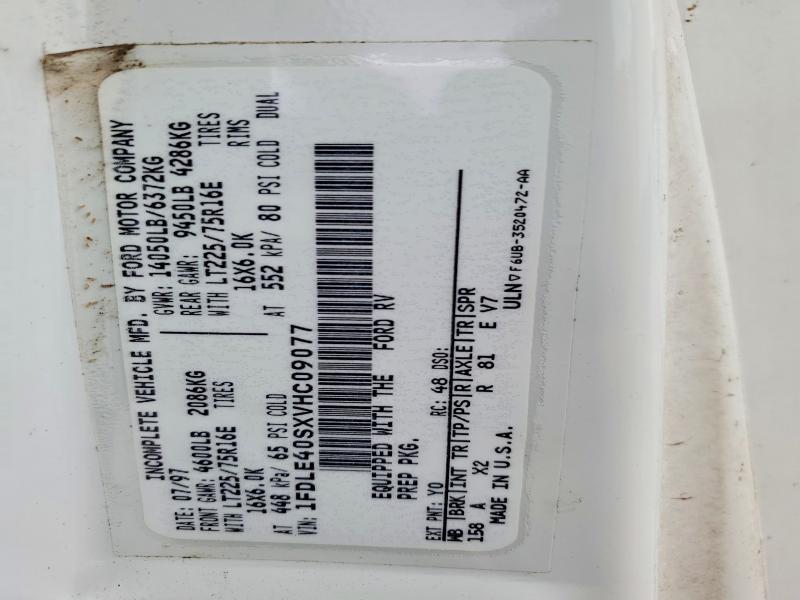 INCOMPLETE VEHICLE MFD. BY FORD MOTOR COMPANY
DATE: 07/97 GVWR: 14050LB/6372KG
FRONT GAWR: 4600LB 2086KG REAR GAWR: 9450LB 4286KG
WITH LT225/75R16E TIRES WITH LT225/75R16E TIRES
16X6.0K 16X6.0K RIMS
AT 448 kPa/ 65 PSI COLD AT 552 kPA/ 80 PSI COLD DUAL
VIN: 1FDLE40SXVHC09077
EQUIPPED WITH THE FORD RV
PREP PKG.
EXT PNT: YO RC: 48 DSO:
WB |BRK|INT TR|TP/PS|R|AXLE|TR|SPR
158 A X2 R 81 E V7
MADE IN U.S.A.
ULN▽F6UB-3520472-AA